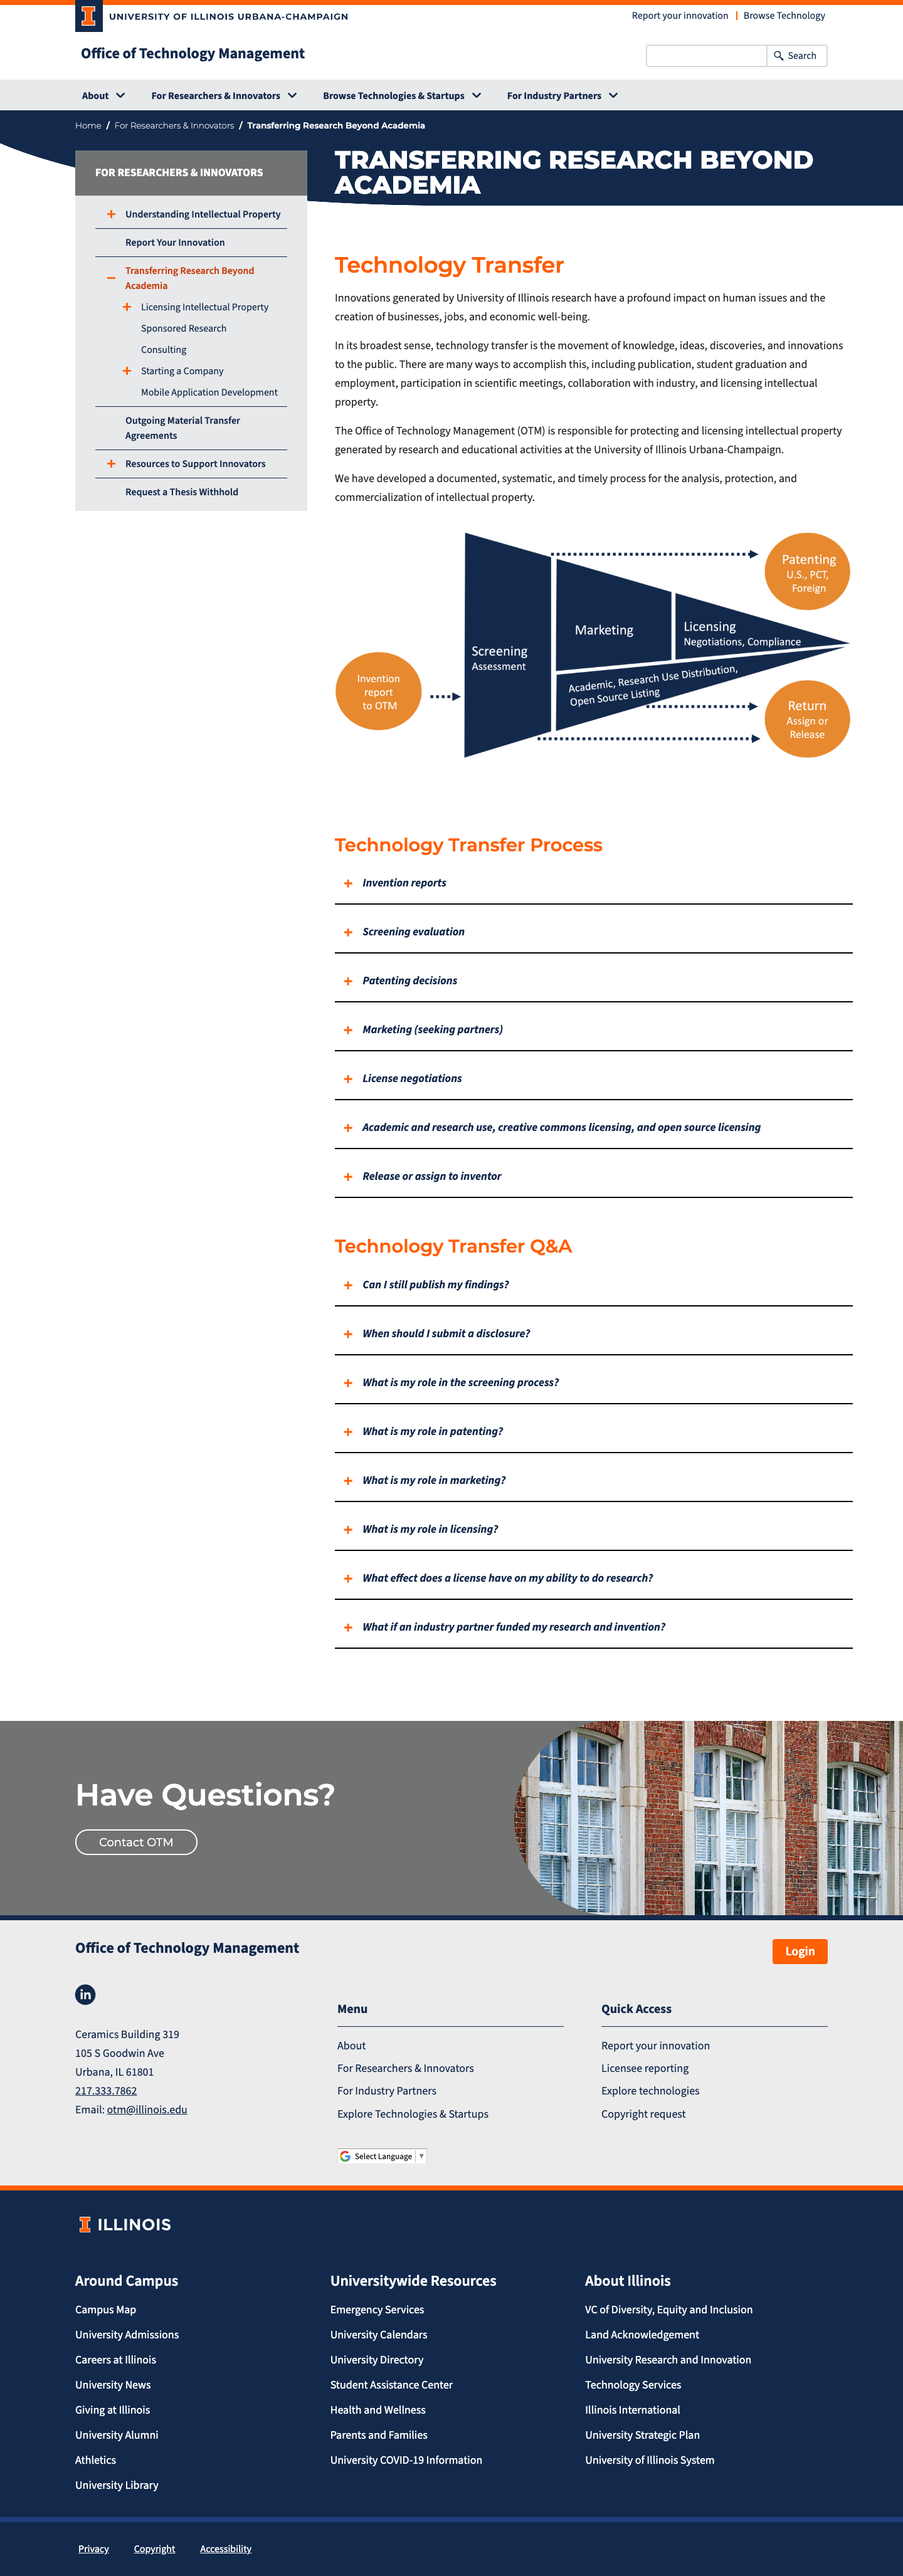 UNIVERSITY OF ILLINOIS URBANA-CHAMPAIGN
Report your innovation
Browse Technology
Office of Technology Management
Search
About
For Researchers & Innovators
Browse Technologies & Startups
For Industry Partners
Home / For Researchers & Innovators / Transferring Research Beyond Academia
FOR RESEARCHERS & INNOVATORS
Understanding Intellectual Property
Report Your Innovation
Transferring Research Beyond
Academia
Licensing Intellectual Property
Sponsored Research
Consulting
Starting a Company
Mobile Application Development
Outgoing Material Transfer
Agreements
Resources to Support Innovators
Request a Thesis Withhold
TRANSFERRING RESEARCH BEYOND
ACADEMIA
Technology Transfer
Innovations generated by University of Illinois research have a profound impact on human issues and the
creation of businesses, jobs, and economic well-being.
In its broadest sense, technology transfer is the movement of knowledge, ideas, discoveries, and innovations
to the public. There are many ways to accomplish this, including publication, student graduation and
employment, participation in scientific meetings, collaboration with industry, and licensing intellectual
property.
The Office of Technology Management (OTM) is responsible for protecting and licensing intellectual property
generated by research and educational activities at the University of Illinois Urbana-Champaign.
We have developed a documented, systematic, and timely process for the analysis, protection, and
commercialization of intellectual property.
Invention
report
to OTM
Screening
Assessment
Marketing
Licensing
Negotiations, Compliance
Academic, Research Use Distribution,
Open Source Listing
Patenting
U.S., PCT,
Foreign
Return
Assign or
Release
Technology Transfer Process
Invention reports
Screening evaluation
Patenting decisions
Marketing (seeking partners)
License negotiations
Academic and research use, creative commons licensing, and open source licensing
Release or assign to inventor
Technology Transfer Q&A
Can I still publish my findings?
When should I submit a disclosure?
What is my role in the screening process?
What is my role in patenting?
What is my role in marketing?
What is my role in licensing?
What effect does a license have on my ability to do research?
What if an industry partner funded my research and invention?
Have Questions?
Contact OTM
Office of Technology Management
Login
in
Ceramics Building 319
105 S Goodwin Ave
Urbana, IL 61801
217.333.7862
Email: otm@illinois.edu
Menu
About
For Researchers & Innovators
For Industry Partners
Explore Technologies & Startups
Quick Access
Report your innovation
Licensee reporting
Explore technologies
Copyright request
Select Language
ILLINOIS
Around Campus
Campus Map
University Admissions
Careers at Illinois
University News
Giving at Illinois
University Alumni
Athletics
University Library
Universitywide Resources
Emergency Services
University Calendars
University Directory
Student Assistance Center
Health and Wellness
Parents and Families
University COVID-19 Information
About Illinois
VC of Diversity, Equity and Inclusion
Land Acknowledgement
University Research and Innovation
Technology Services
Illinois International
University Strategic Plan
University of Illinois System
Privacy
Copyright
Accessibility